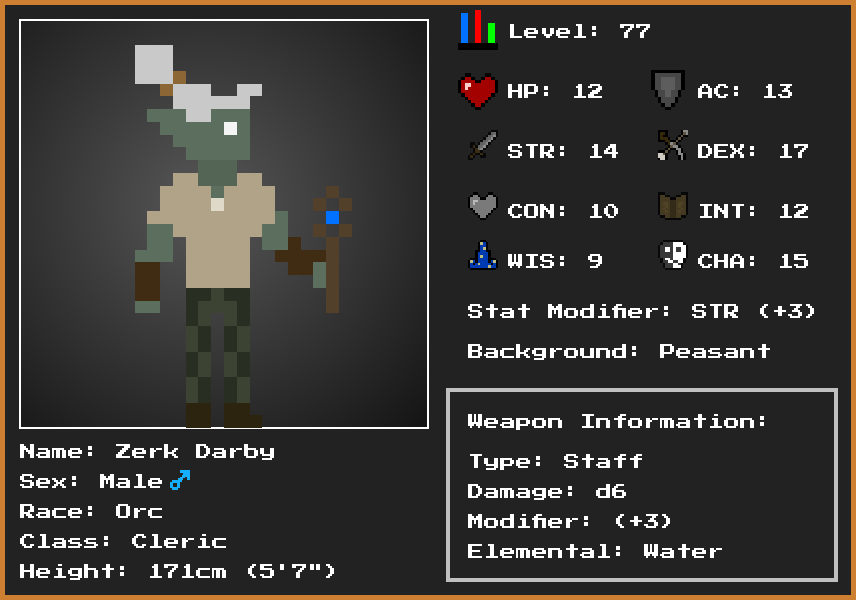 Level: 77
HP: 12
AC: 13
STR: 14
DEX: 17
CON: 10
INT: 12
WIS: 9
CHA: 15
Stat Modifier: STR (+3)
Background: Peasant
Weapon Information:
Type: Staff
Damage: d6
Modifier: (+3)
Elemental: Water
Name: Zerk Darby
Sex: Male♂
Race: Orc
Class: Cleric
Height: 171cm (5'7")